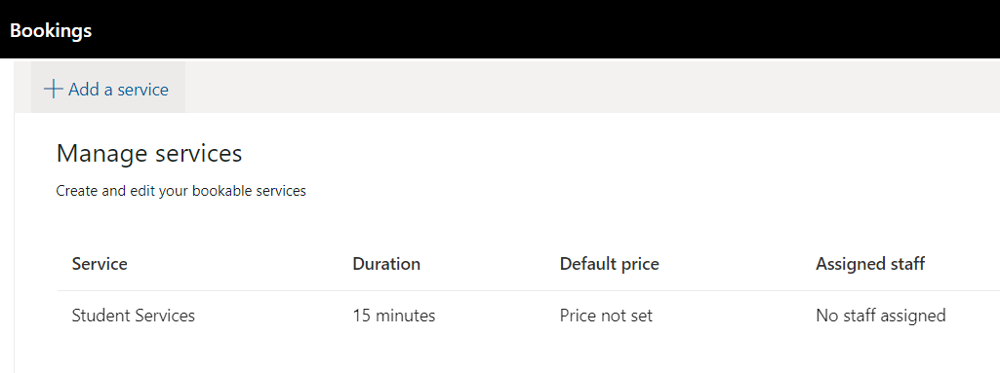 Bookings
Add a service
Manage services
Create and edit your bookable services
Service Duration Default price Assigned staff
Student Services 15 minutes Price not set No staff assigned